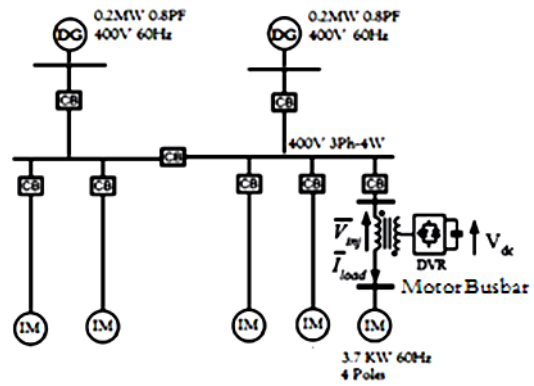 0.2MW 0.8PF
400V 60Hz
0.2MW 0.8PF
400V 60Hz
DG
DG
CB
CB
400V 3Ph-4W
CB
CB
CB
CB
CB
CB
V inj
I load
DVR
V dc
Motor Busbar
IM
IM
IM
IM
IM
3.7 KW 60Hz
4 Poles